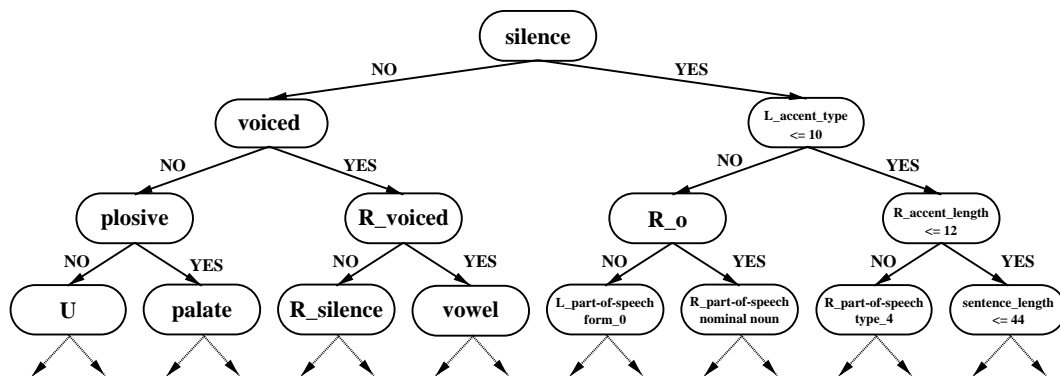 silence
NO YES
voiced
L_accent_type
<= 10
NO YES NO YES
plosive
R_voiced
R_o
R_accent_length
<= 12
NO YES NO YES NO YES NO YES
U
palate
R_silence
vowel
L_part-of-speech
form_0
R_part-of-speech
nominal noun
R_part-of-speech
type_4
sentence_length
<= 44